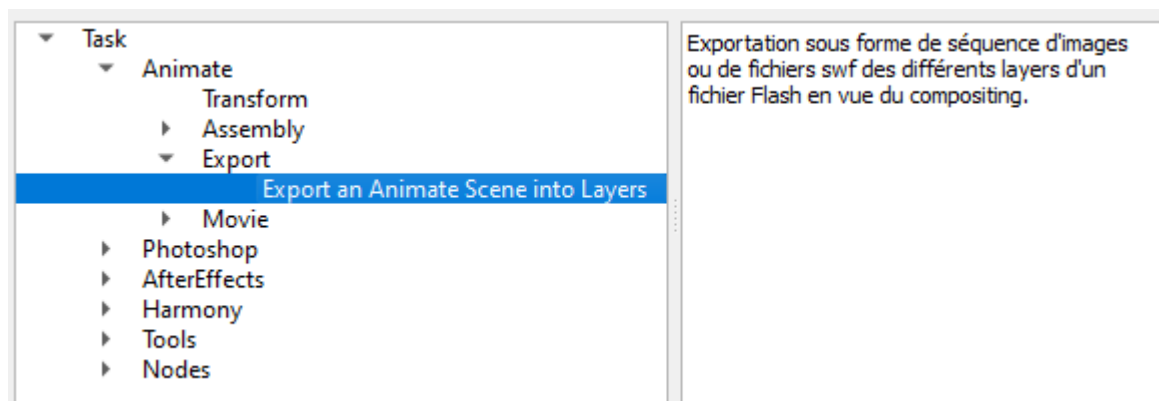 Task
Animate
Transform
Assembly
Export
Export an Animate Scene into Layers
Movie
Photoshop
AfterEffects
Harmony
Tools
Nodes
Exportation sous forme de séquence d'images
ou de fichiers swf des différents layers d'un
fichier Flash en vue du compositing.